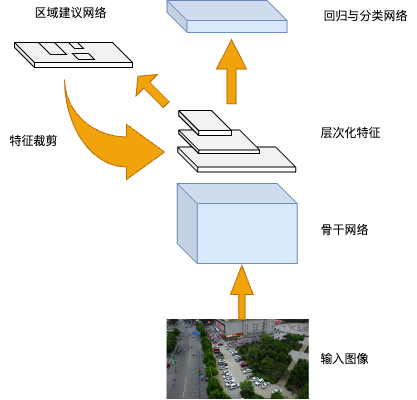 区域建议网络
回归与分类网络
特征裁剪
层次化特征
骨干网络
输入图像